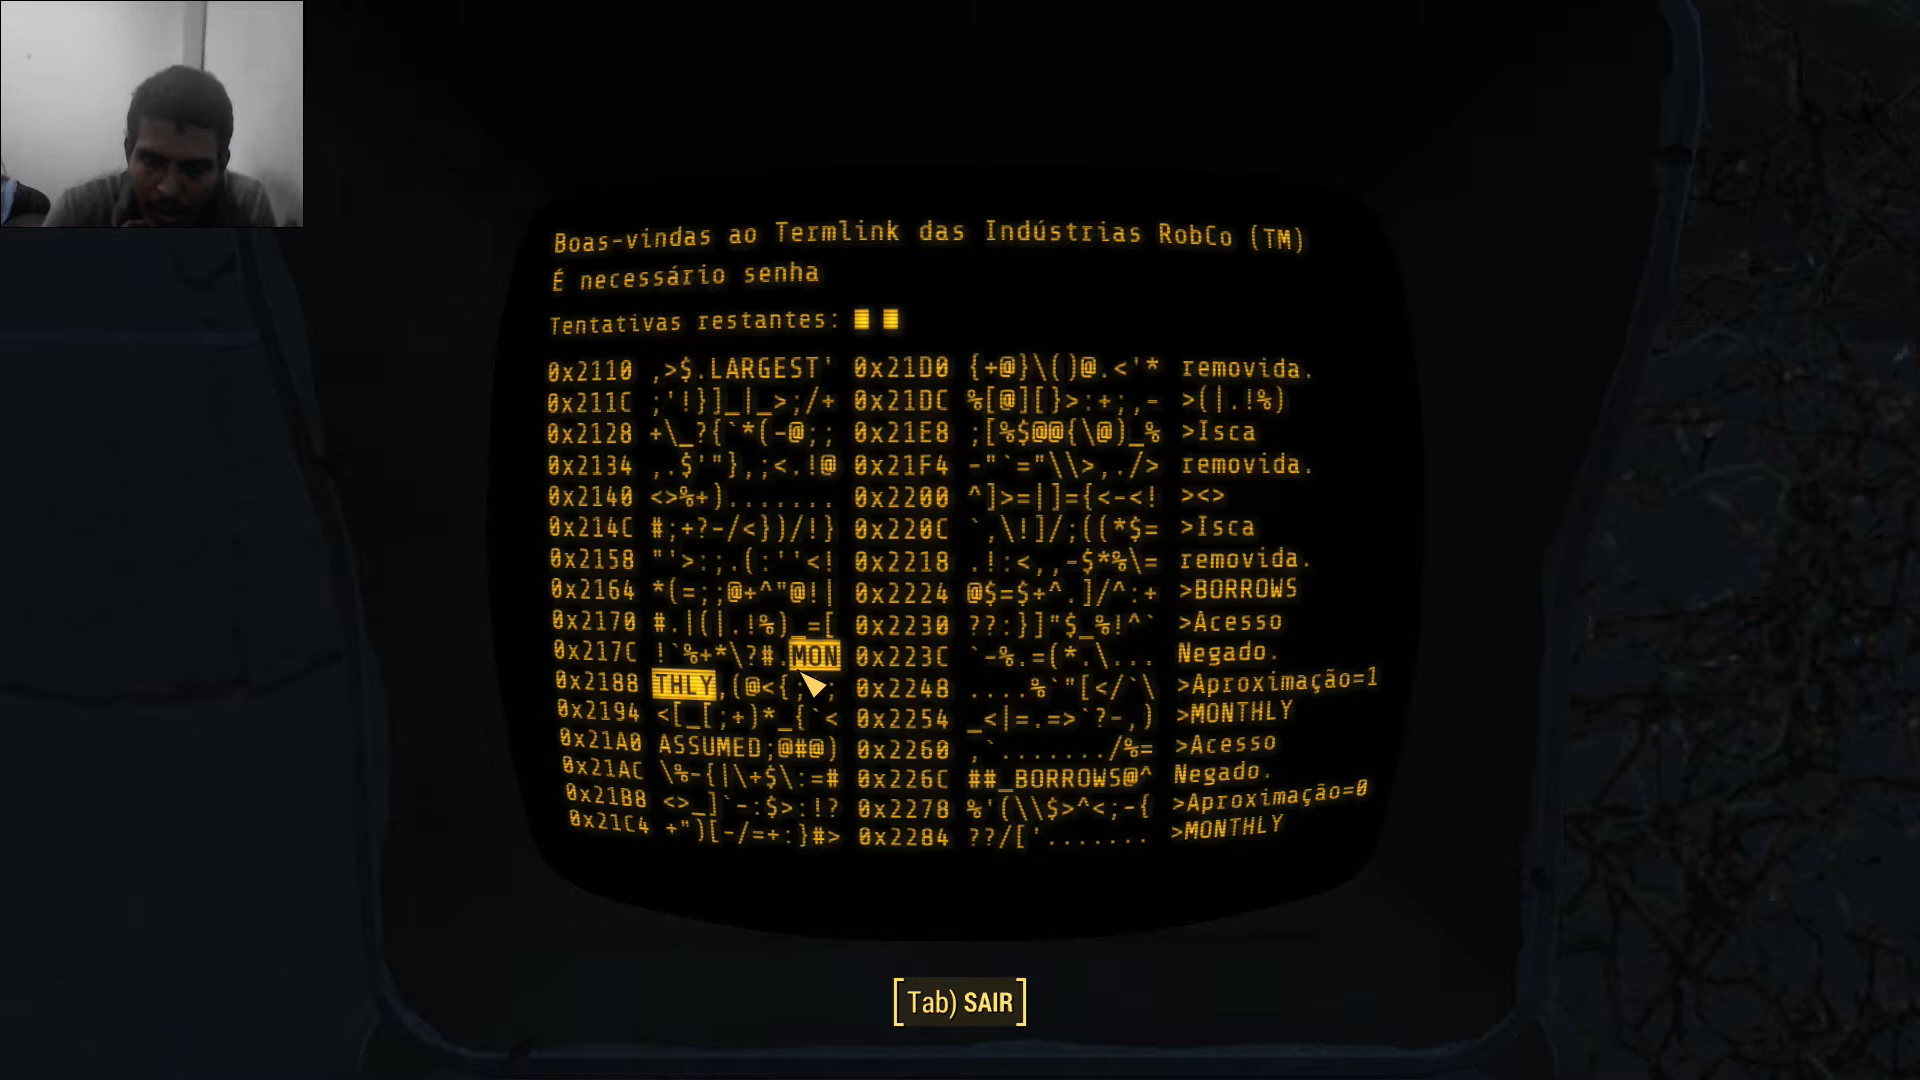 Boas-vindas ao Termlink das Indústrias RobCo (TM)
É necessário senha
Tentativas restantes:
0x2110 ,>$.LARGEST' 0x21D0 {+@}\()@.<'* removida.
0x211C ;'!}]_|_>;/+ 0x21DC %[@][}>:+;,- >(|.!%)
0x2128 +\_?{`*(-@;; 0x21E8 ;[%$@@{\@)_% >Isca
0x2134 ,.$'"},;<.!@ 0x21F4 -"`="\\>,./> removida.
0x2140 <>%+)....... 0x2200 ^]>=|]={<-<! ><>
0x214C #;+?-/<})/!} 0x220C `,\!]/;((*$= >Isca
0x2158 "'>:;.(:''<! 0x2218 .!:<,,-$*%\= removida.
0x2164 *(=;;@+^"@!| 0x2224 @$=$+^.]/^:+ >BORROWS
0x2170 #.|(|.!%)_=[ 0x2230 ??:}]"$_%!^` >Acesso
0x217C !`%+*\?#.MON 0x223C `-%.=(*.\... Negado.
0x2188 THLY,(@<{; ; 0x2248 ....%`"[</`\ >Aproximação=1
0x2194 <[_[;+)*_{`< 0x2254 _<|=.=>`?-,) >MONTHLY
0x21A0 ASSUMED;@#@) 0x2260 ,`......./%= >Acesso
0x21AC \%-{|\+$\:=# 0x226C ##_BORROWS@^ Negado.
0x21B8 <>_]`-:$>:!? 0x2278 %'(\\$>^<;-{ >Aproximação=0
0x21C4 +")[-/=+:}#> 0x2284 ??/['....... >MONTHLY
[Tab) SAIR]